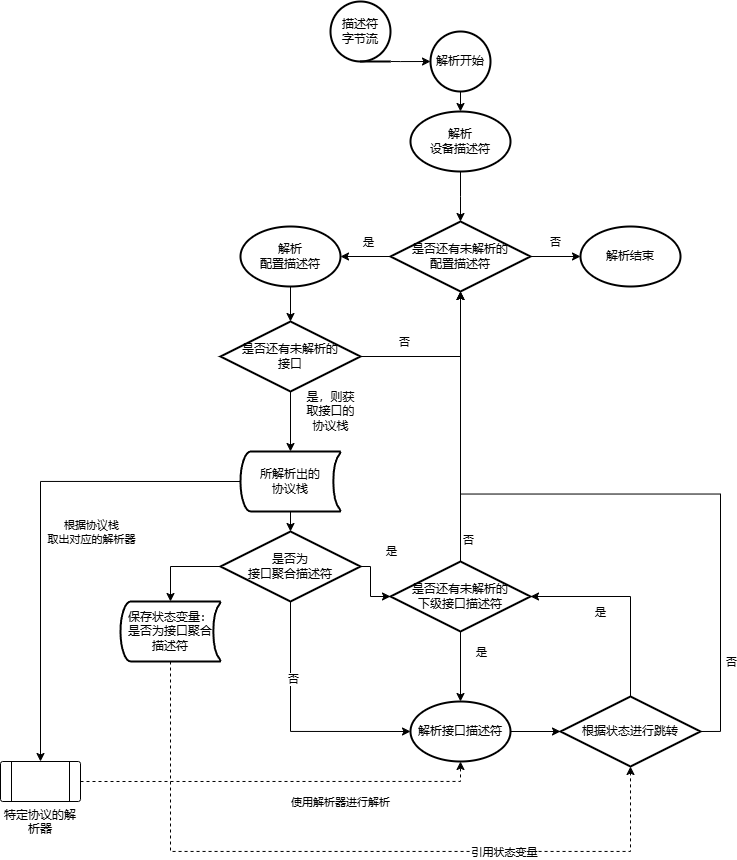 描述符
字节流
解析开始
解析
设备描述符
解析
配置描述符
是
是否还有未解析的
配置描述符
否
解析结束
是否还有未解析的
接口
否
是，则获
取接口的
协议栈
所解析出的
协议栈
根据协议栈
取出对应的解析器
是否为
接口聚合描述符
是
否
是否还有未解析的
下级接口描述符
保存状态变量：
是否为接口聚合
描述符
是
是
否
否
解析接口描述符
根据状态进行跳转
特定协议的解
析器
使用解析器进行解析
引用状态变量